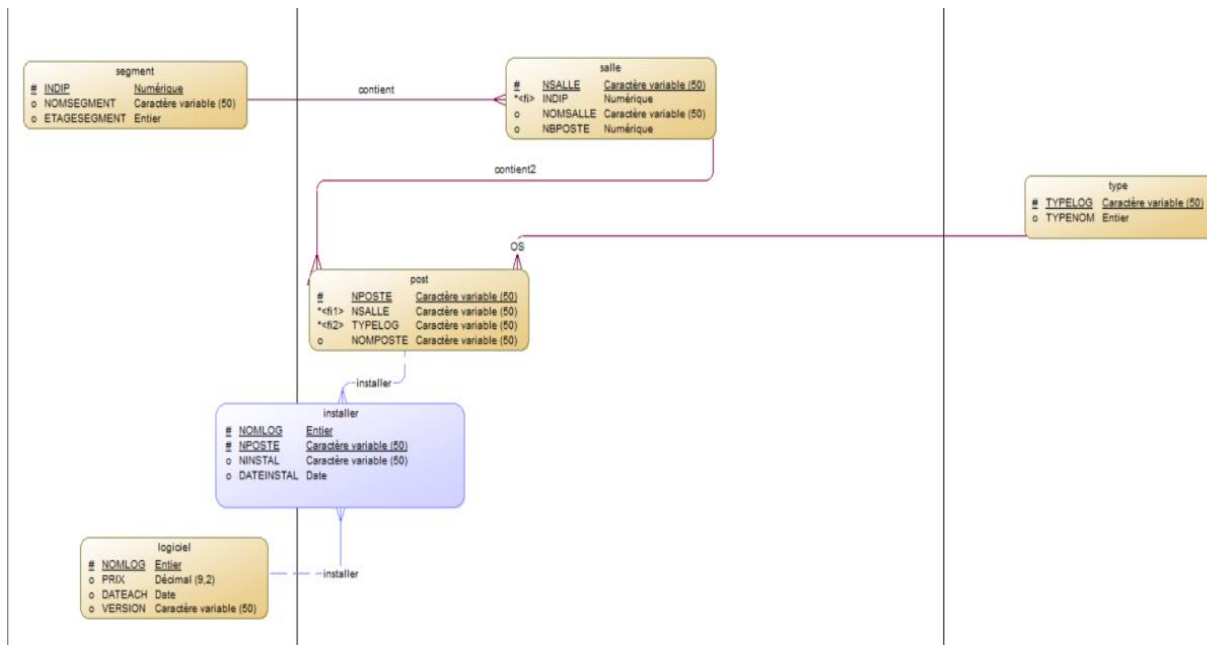 segment
# INDIP Numérique
o NOMSEGMENT Caractère variable (50)
o ETAGESEGMENT Entier
contient
salle
# NSALLE Caractère variable (50)
*<fi> INDIP Numérique
o NOMSALLE Caractère variable (50)
o NBPOSTE Numérique
contient2
type
# TYPELOG Caractère variable (50)
o TYPENOM Entier
OS
post
# NPOSTE Caractère variable (50)
*<fi1> NSALLE Caractère variable (50)
*<fi2> TYPELOG Caractère variable (50)
o NOMPOSTE Caractère variable (50)
installer
installer
# NOMLOG Entier
# NPOSTE Caractère variable (50)
o NINSTAL Caractère variable (50)
o DATEINSTAL Date
logiciel
# NOMLOG Entier
o PRIX Décimal (9,2)
o DATEACH Date
o VERSION Caractère variable (50)
installer